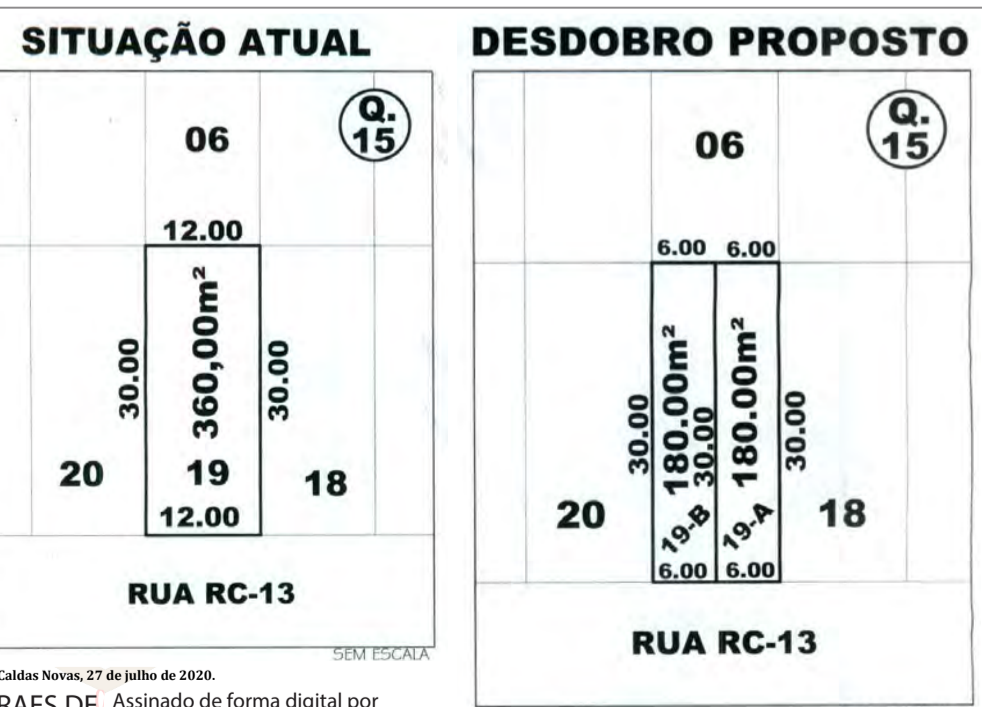 SITUAÇÃO ATUAL
Q.
15
06
12.00
30.00
360,00m²
30.00
20
19
18
12.00
RUA RC-13
SEM ESCALA
Caldas Novas, 27 de julho de 2020.
RAES DE
Assinado de forma digital por
DESDOBRO PROPOSTO
Q.
15
06
6.00 6.00
30.00
180.00m²
30.00
180.00m²
30.00
20
19-B
19-A
18
6.00 6.00
RUA RC-13